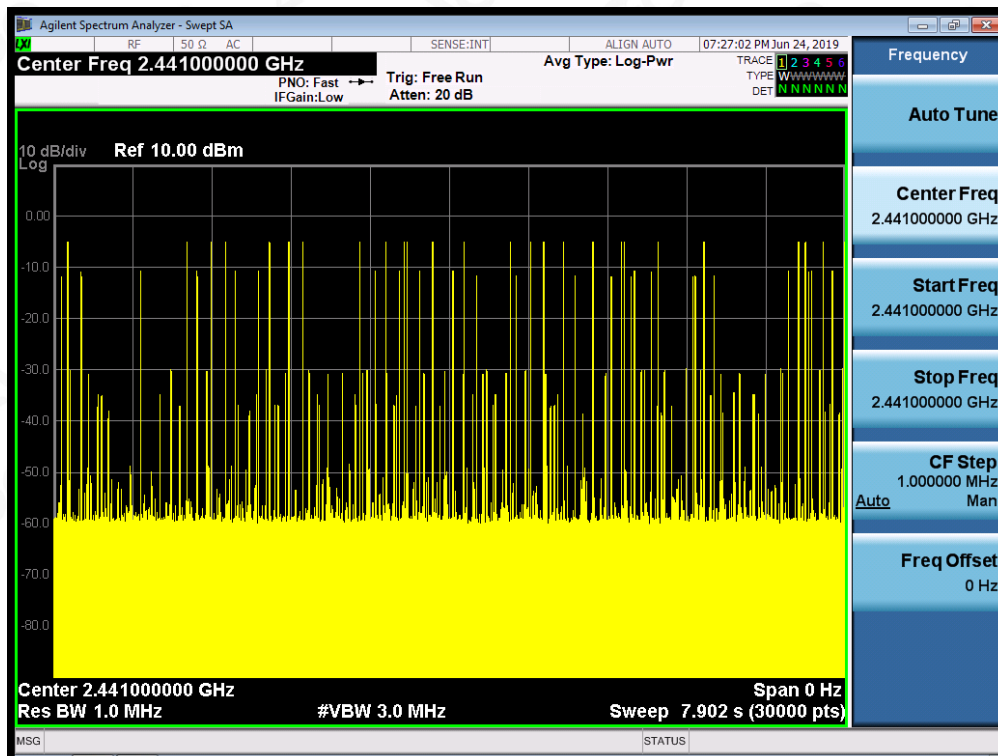 Agilent Spectrum Analyzer - Swept SA
LXI RF 50 Ω AC SENSE:INT ALIGN AUTO 07:27:02 PM Jun 24, 2019
Center Freq 2.441000000 GHz
PNO: Fast
IFGain:Low
Trig: Free Run
Atten: 20 dB
Avg Type: Log-Pwr
TRACE 1 2 3 4 5 6
TYPE WWWWWW
DET N N N N N N
10 dB/div Ref 10.00 dBm
Log
0.00
-10.0
-20.0
-30.0
-40.0
-50.0
-60.0
-70.0
-80.0
Center 2.441000000 GHz Span 0 Hz
Res BW 1.0 MHz #VBW 3.0 MHz Sweep 7.902 s (30000 pts)
MSG STATUS
Frequency
Auto Tune
Center Freq
2.441000000 GHz
Start Freq
2.441000000 GHz
Stop Freq
2.441000000 GHz
CF Step
1.000000 MHz
Auto Man
Freq Offset
0 Hz